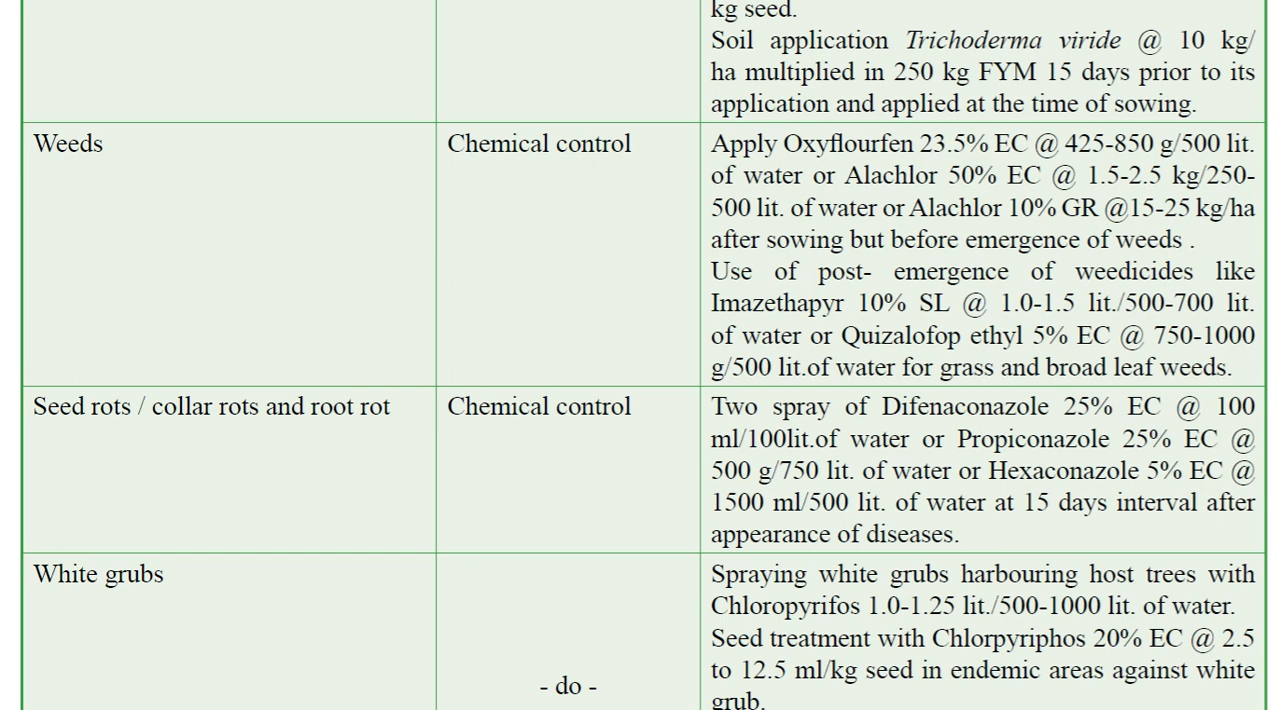 kg seed.
Soil application Trichoderma viride @ 10 kg/
ha multiplied in 250 kg FYM 15 days prior to its
application and applied at the time of sowing.
Weeds
Chemical control
Apply Oxyflourfen 23.5% EC @ 425-850 g/500 lit.
of water or Alachlor 50% EC @ 1.5-2.5 kg/250-
500 lit. of water or Alachlor 10% GR @15-25 kg/ha
after sowing but before emergence of weeds .
Use of post- emergence of weedicides like
Imazethapyr 10% SL @ 1.0-1.5 lit./500-700 lit.
of water or Quizalofop ethyl 5% EC @ 750-1000
g/500 lit.of water for grass and broad leaf weeds.
Seed rots / collar rots and root rot
Chemical control
Two spray of Difenaconazole 25% EC @ 100
ml/100lit.of water or Propiconazole 25% EC @
500 g/750 lit. of water or Hexaconazole 5% EC @
1500 ml/500 lit. of water at 15 days interval after
appearance of diseases.
White grubs
- do -
Spraying white grubs harbouring host trees with
Chloropyrifos 1.0-1.25 lit./500-1000 lit. of water.
Seed treatment with Chlorpyriphos 20% EC @ 2.5
to 12.5 ml/kg seed in endemic areas against white
grub.